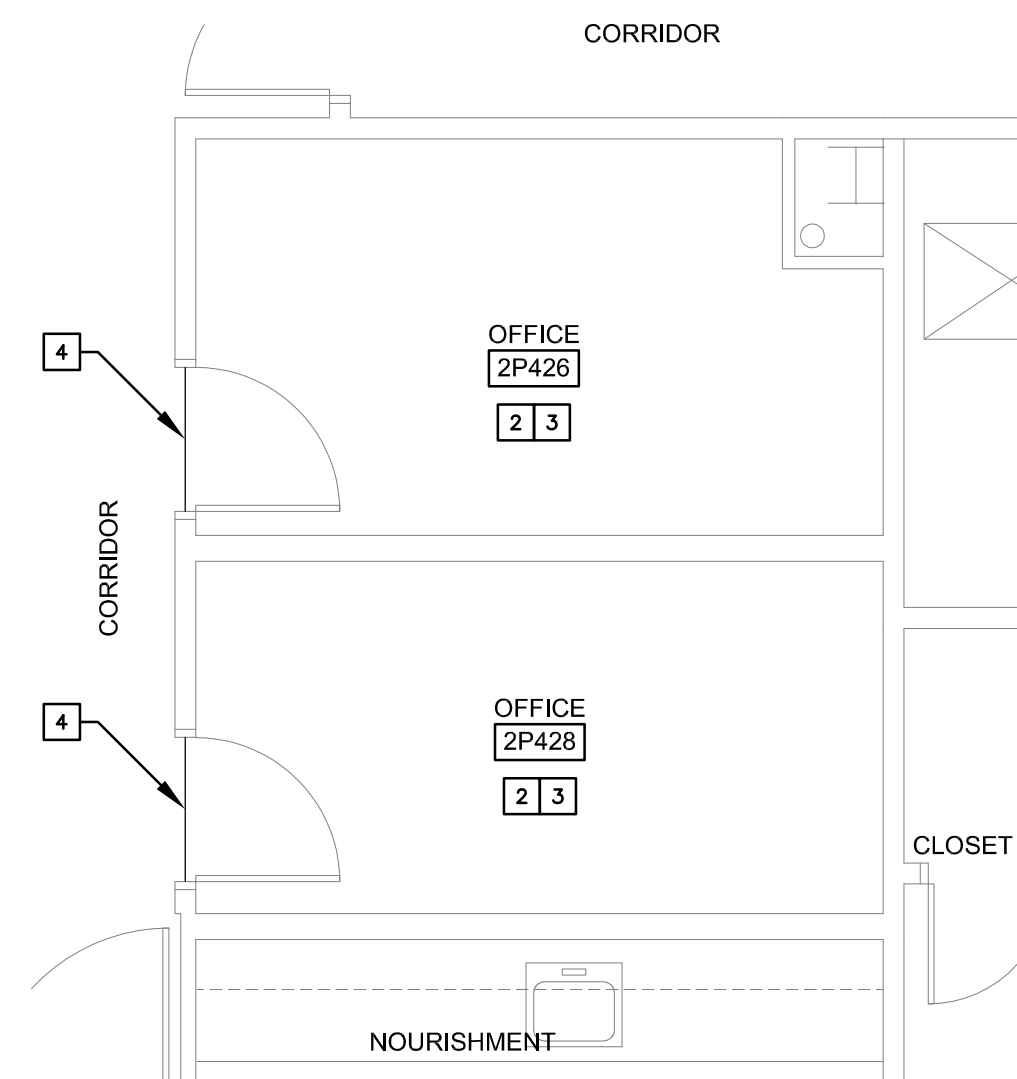 CORRIDOR
OFFICE
2P426
2 3
4
CORRIDOR
OFFICE
2P428
2 3
4
CLOSET
NOURISHMENT